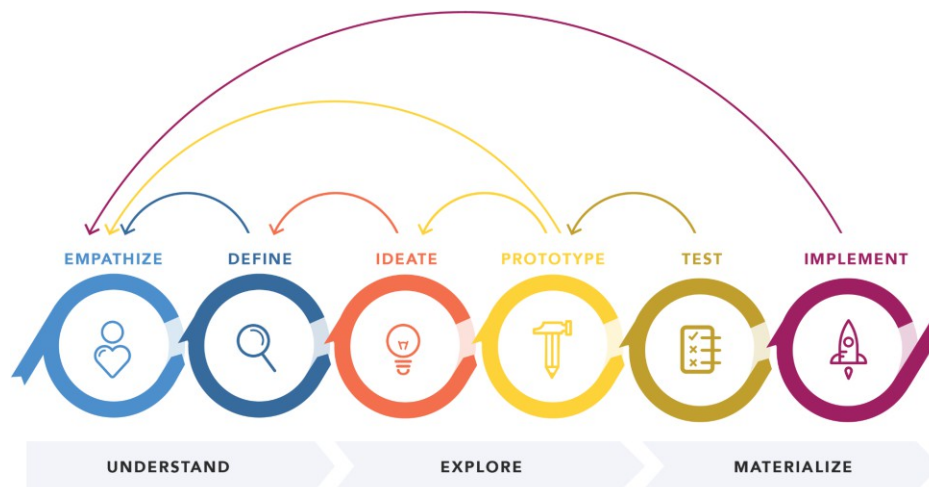 EMPATHIZE
DEFINE
IDEATE
PROTOTYPE
TEST
IMPLEMENT
UNDERSTAND
EXPLORE
MATERIALIZE